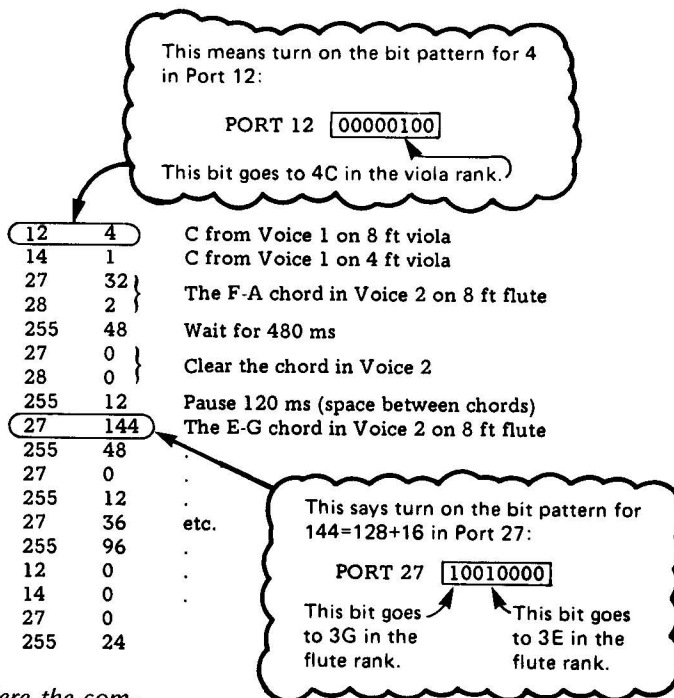 This means turn on the bit pattern for 4
in Port 12:
PORT 12 00000100
This bit goes to 4C in the viola rank.
12 4 C from Voice 1 on 8 ft viola
14 1 C from Voice 1 on 4 ft viola
27 32
The F-A chord in Voice 2 on 8 ft flute
28 2
255 48 Wait for 480 ms
27 0
Clear the chord in Voice 2
28 0
255 12 Pause 120 ms (space between chords)
27 144 The E-G chord in Voice 2 on 8 ft flute
255 48 .
27 0 .
255 12 .
27 36 etc.
255 96 .
12 0 .
14 0 .
27 0
255 24
This says turn on the bit pattern for
144=128+16 in Port 27:
PORT 27 10010000
This bit goes
to 3G in the
flute rank.
This bit goes
to 3E in the
flute rank.
ere the com